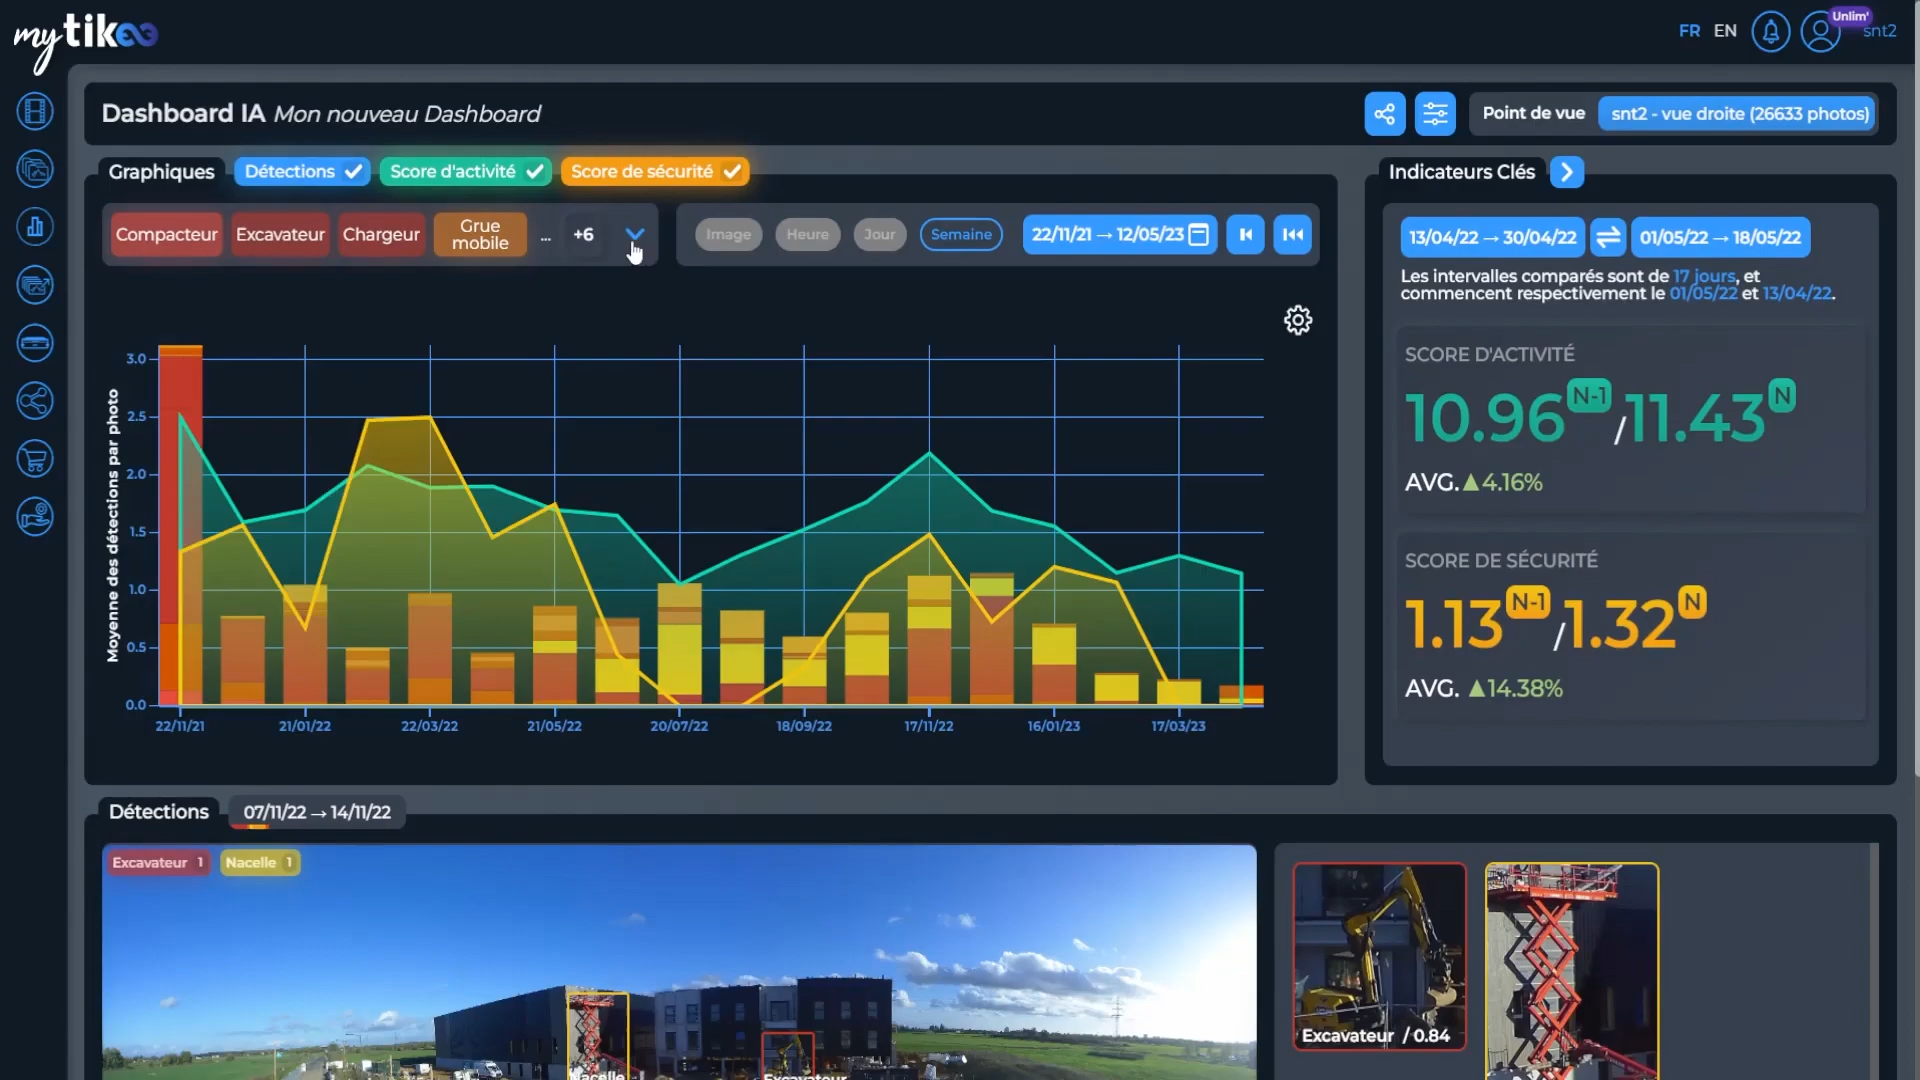 mytikee
FR EN
Unlim'
snt2
Dashboard IA Mon nouveau Dashboard
Point de vue
snt2 - vue droite (26633 photos)
Graphiques
Détections
Score d'activité
Score de sécurité
Indicateurs Clés
Compacteur
Excavateur
Chargeur
Grue
mobile
...
+6
Image
Heure
Jour
Semaine
22/11/21 → 12/05/23
13/04/22 → 30/04/22
01/05/22 → 18/05/22
Les intervalles comparés sont de 17 jours, et
commencent respectivement le 01/05/22 et 13/04/22.
SCORE D'ACTIVITÉ
10.96 N-1 / 11.43 N
AVG. ▲4.16%
SCORE DE SÉCURITÉ
1.13 N-1 / 1.32 N
AVG. ▲14.38%
Moyenne des détections par photo
3.0
2.5
2.0
1.5
1.0
0.5
0.0
22/11/21
21/01/22
22/03/22
21/05/22
20/07/22
18/09/22
17/11/22
16/01/23
17/03/23
Détections
07/11/22 → 14/11/22
Excavateur 1
Nacelle 1
Excavateur / 0.84
Nacelle
Excavateur